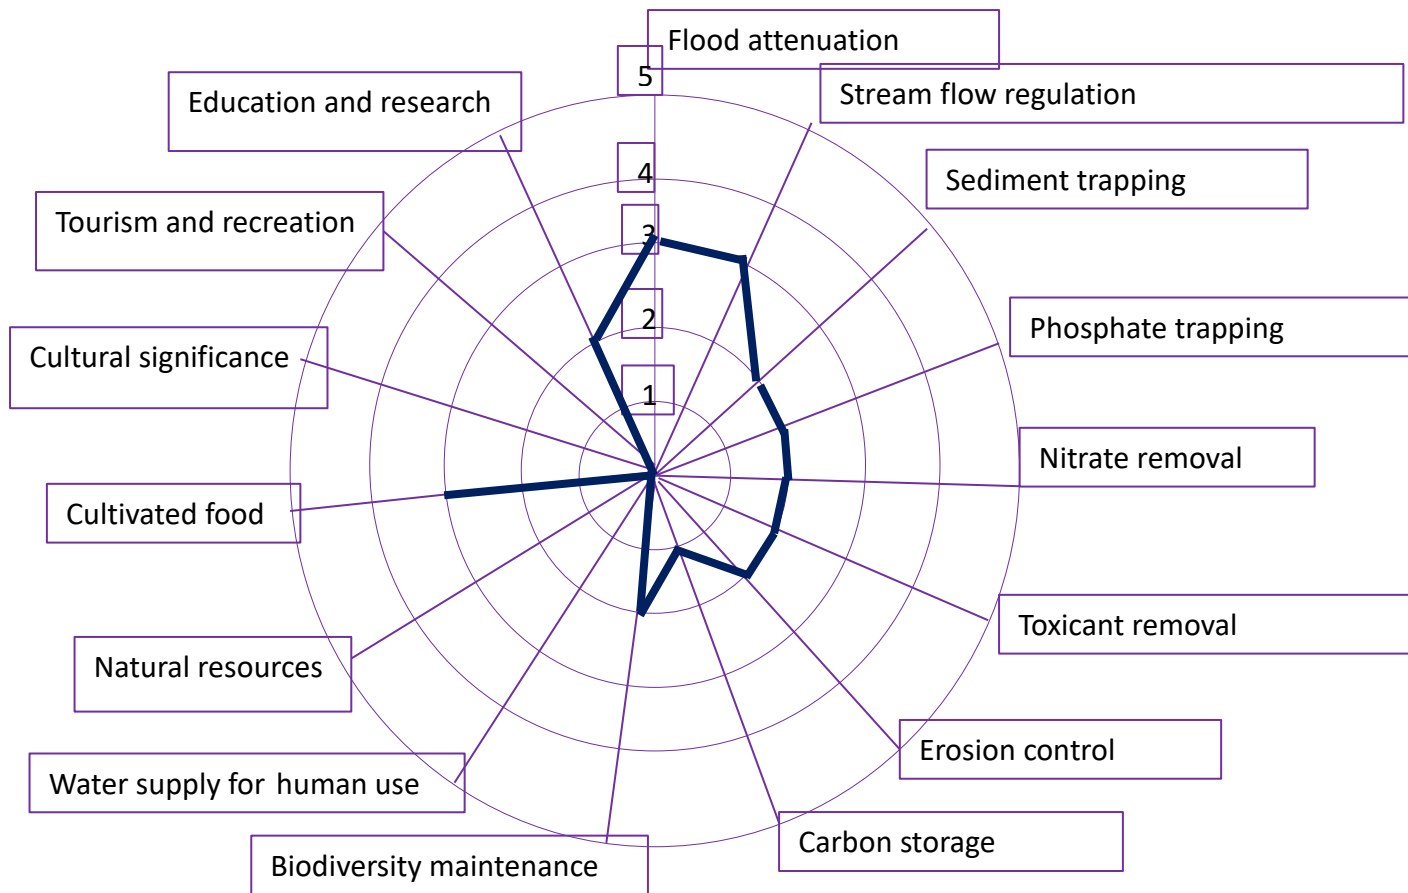 Flood attenuation
5
Education and research
Stream flow regulation
4
Sediment trapping
Tourism and recreation
3
2
Phosphate trapping
Cultural significance
1
Nitrate removal
Cultivated food
Toxicant removal
Natural resources
Erosion control
Water supply for human use
Carbon storage
Biodiversity maintenance